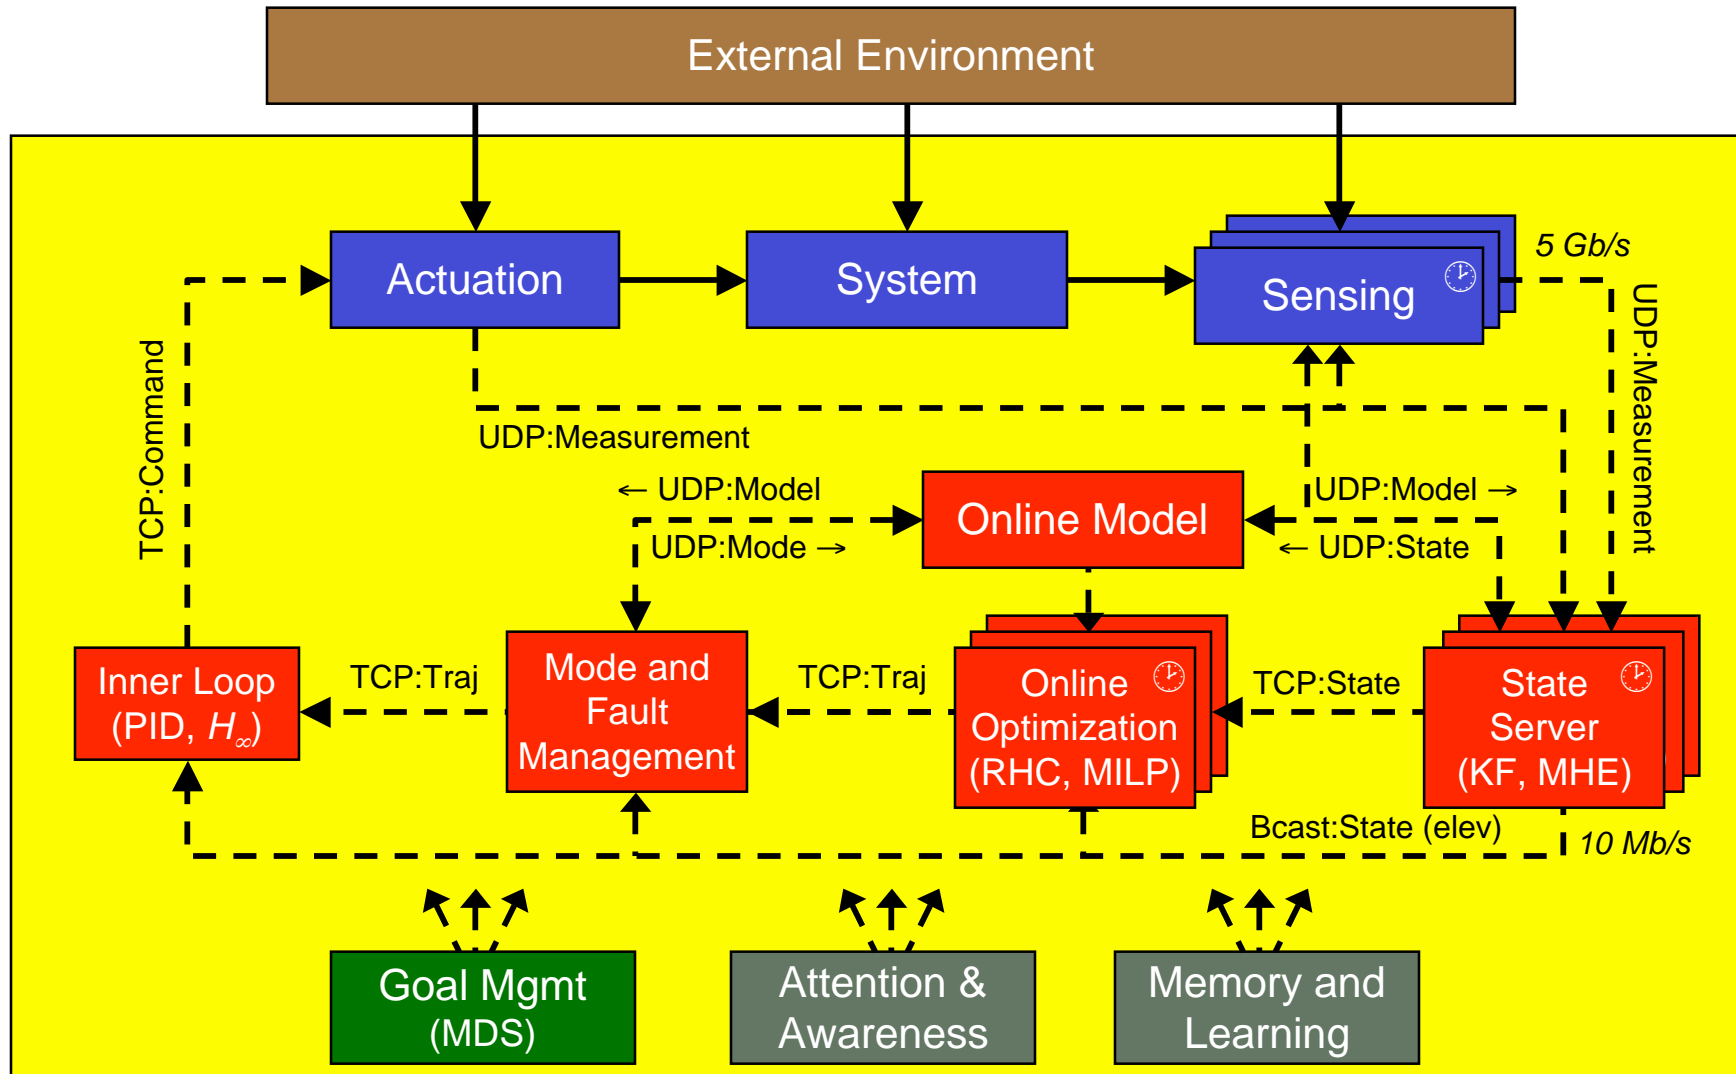 External Environment
Actuation
System
Sensing
5 Gb/s
TCP:Command
UDP:Measurement
UDP:Measurement
← UDP:Model
UDP:Mode →
Online Model
UDP:Model →
← UDP:State
Inner Loop
(PID, H∞)
TCP:Traj
Mode and
Fault
Management
TCP:Traj
Online
Optimization
(RHC, MILP)
TCP:State
State
Server
(KF, MHE)
Bcast:State (elev)
10 Mb/s
Goal Mgmt
(MDS)
Attention &
Awareness
Memory and
Learning